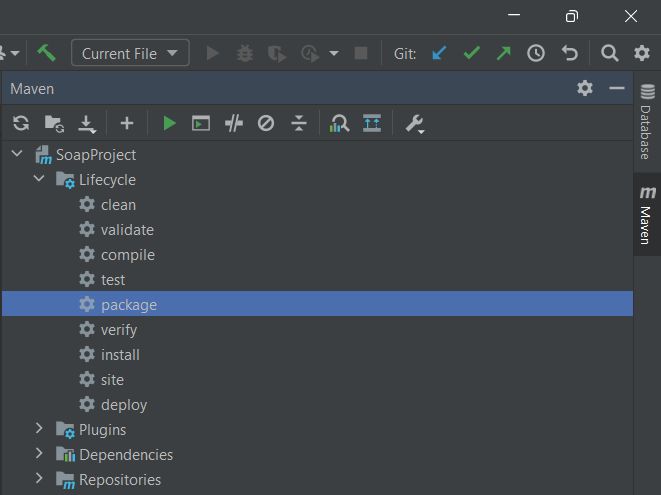 Current File
Git:
Maven
SoapProject
Lifecycle
clean
validate
compile
test
package
verify
install
site
deploy
Plugins
Dependencies
Repositories
Database
m
Maven